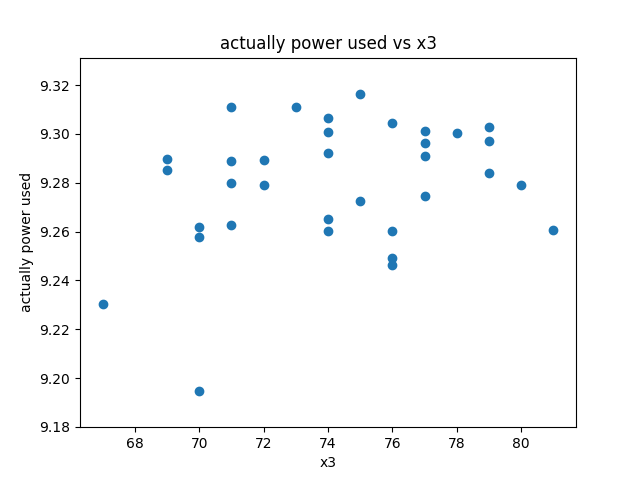 actually power used vs x3
actually power used
9.32
9.30
9.28
9.26
9.24
9.22
9.20
9.18
68 70 72 74 76 78 80
x3